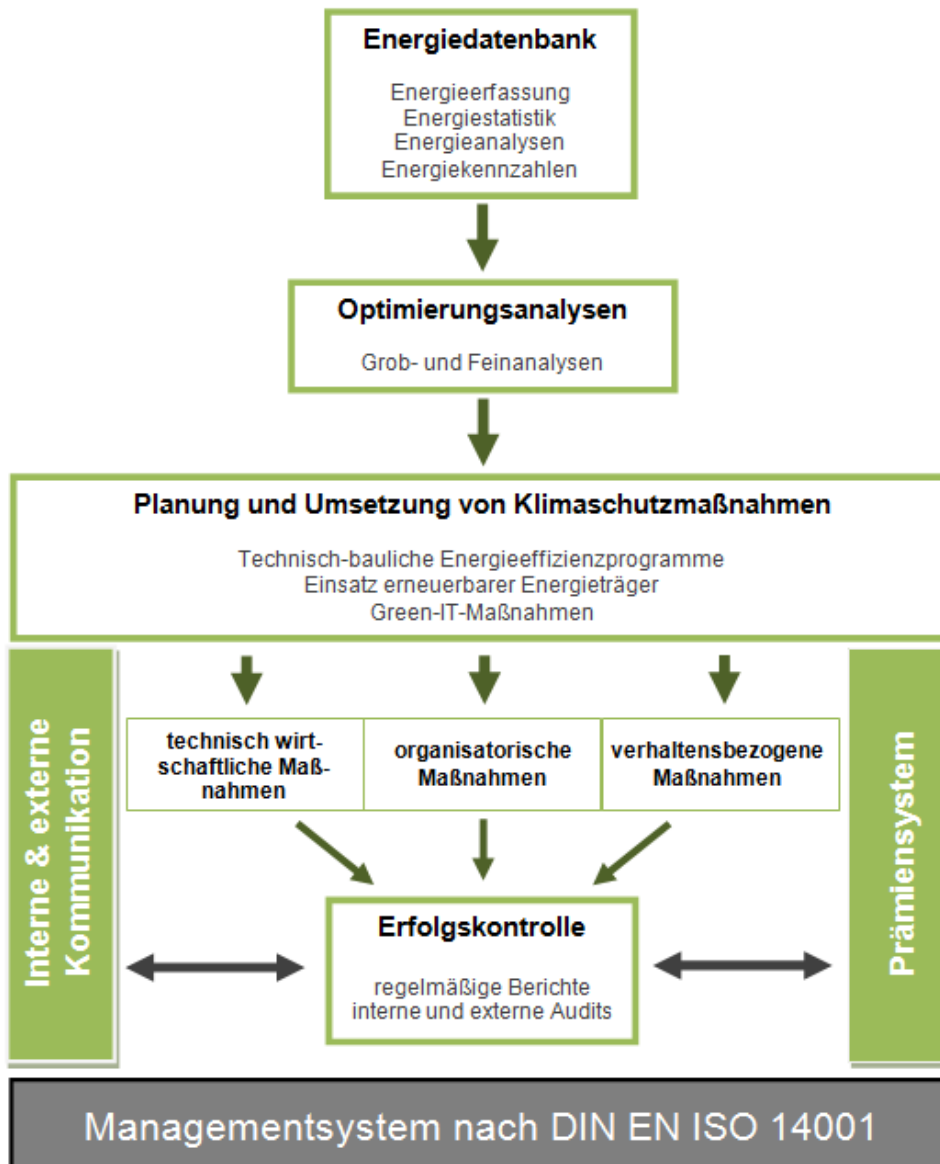 Energiedatenbank
Energieerfassung
Energiestatistik
Energieanalysen
Energiekennzahlen
Optimierungsanalysen
Grob- und Feinanalysen
Planung und Umsetzung von Klimaschutzmaßnahmen
Technisch-bauliche Energieeffizienzprogramme
Einsatz erneuerbarer Energieträger
Green-IT-Maßnahmen
Interne & externe
Kommunikation
technisch wirt-
schaftliche Maß-
nahmen
organisatorische
Maßnahmen
verhaltensbezogene
Maßnahmen
Prämiensystem
Erfolgskontrolle
regelmäßige Berichte
interne und externe Audits
Managementsystem nach DIN EN ISO 14001